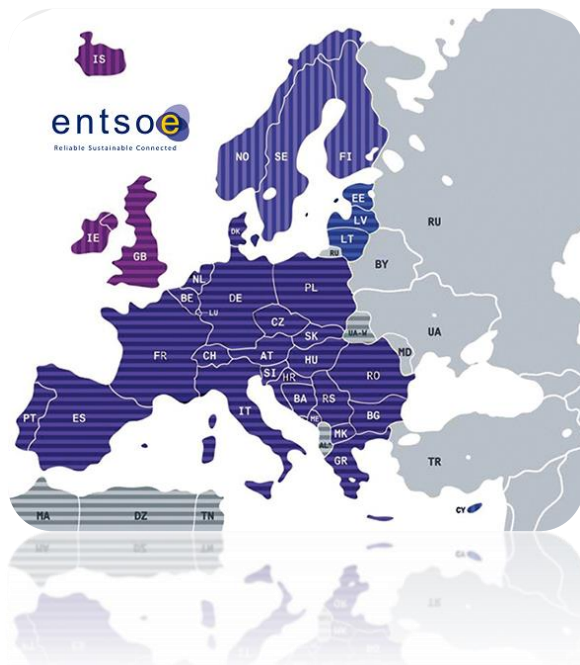 IS
entsoe
Reliable Sustainable Connected
NO
SE
FI
EE
LV
LT
RU
RU
DK
IE
GB
BY
NL
BE
DE
PL
LU
CZ
UA-W
UA
SK
MD
FR
CH
AT
HU
SI
HR
RO
BA
RS
IT
PT
ES
ME
BG
MK
AL
GR
TR
CY
MA
DZ
TN